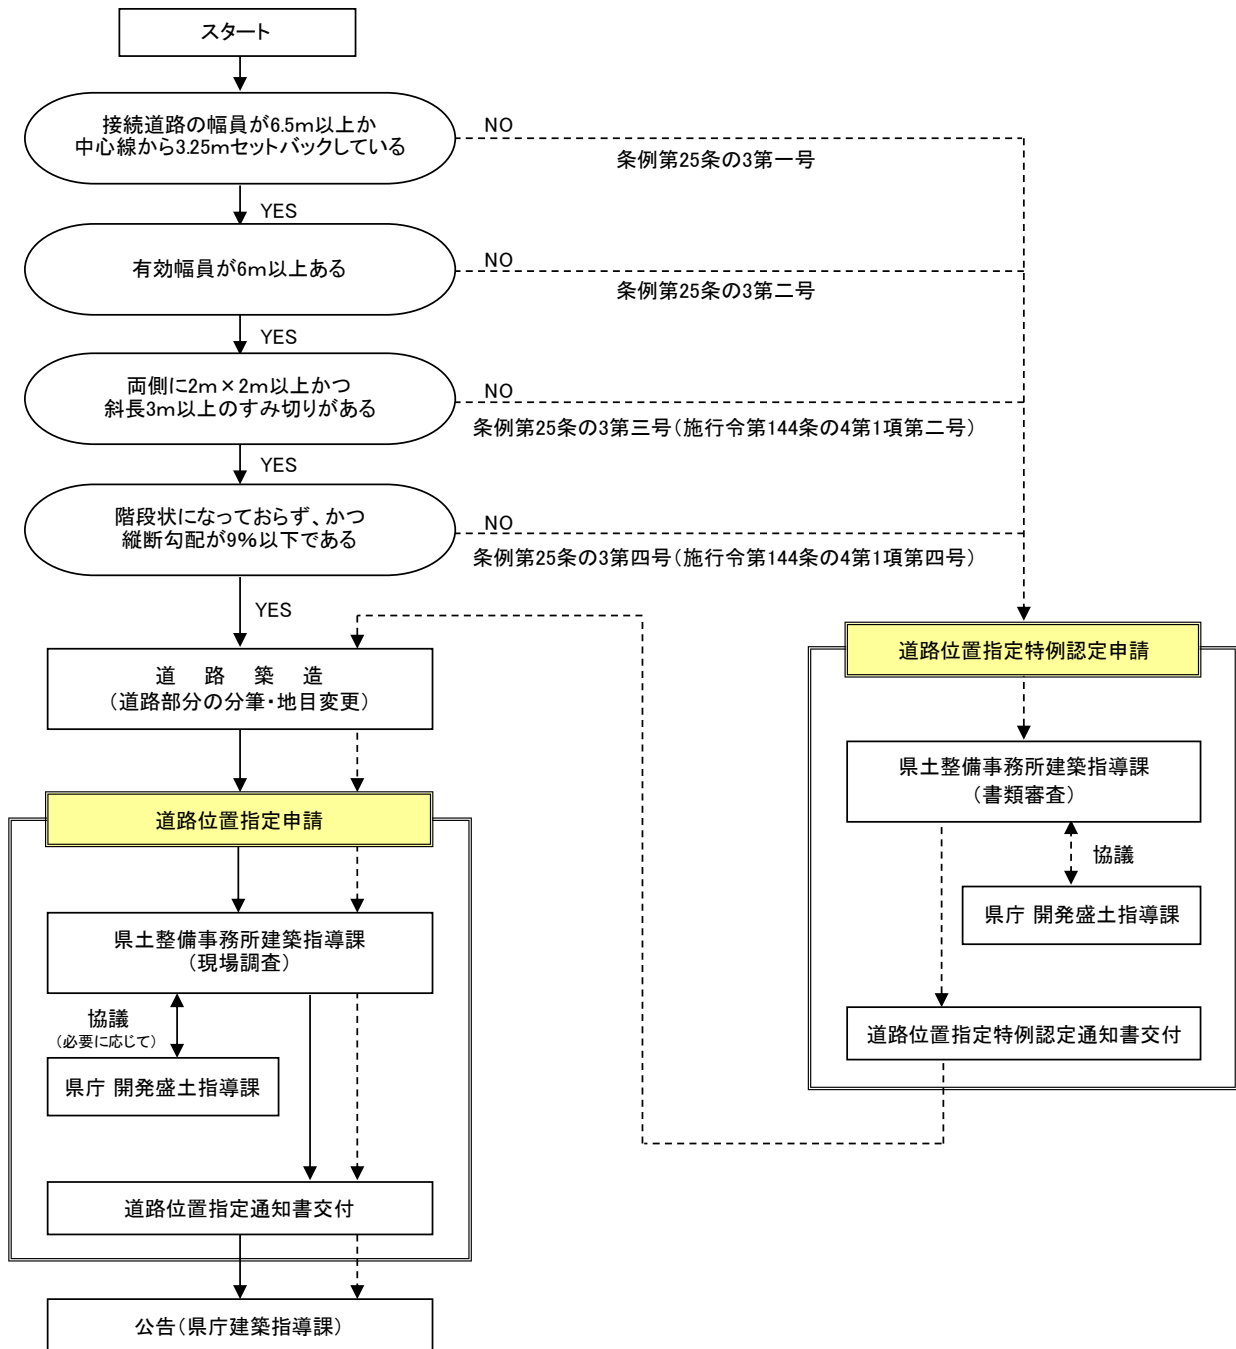 スタート
接続道路の幅員が6.5m以上か
中心線から3.25mセットバックしている
NO
条例第25条の3第一号
YES
有効幅員が6m以上ある
NO
条例第25条の3第二号
YES
両側に2m×2m以上かつ
斜長3m以上のすみ切りがある
NO
条例第25条の3第三号(施行令第144条の4第1項第二号)
YES
階段状になっておらず、かつ
縦断勾配が9%以下である
NO
条例第25条の3第四号(施行令第144条の4第1項第四号)
YES
道 路 築 造
(道路部分の分筆・地目変更)
道路位置指定申請
県土整備事務所建築指導課
(現場調査)
協議
(必要に応じて)
県庁 開発盛土指導課
道路位置指定通知書交付
公告(県庁建築指導課)
道路位置指定特例認定申請
県土整備事務所建築指導課
(書類審査)
協議
県庁 開発盛土指導課
道路位置指定特例認定通知書交付